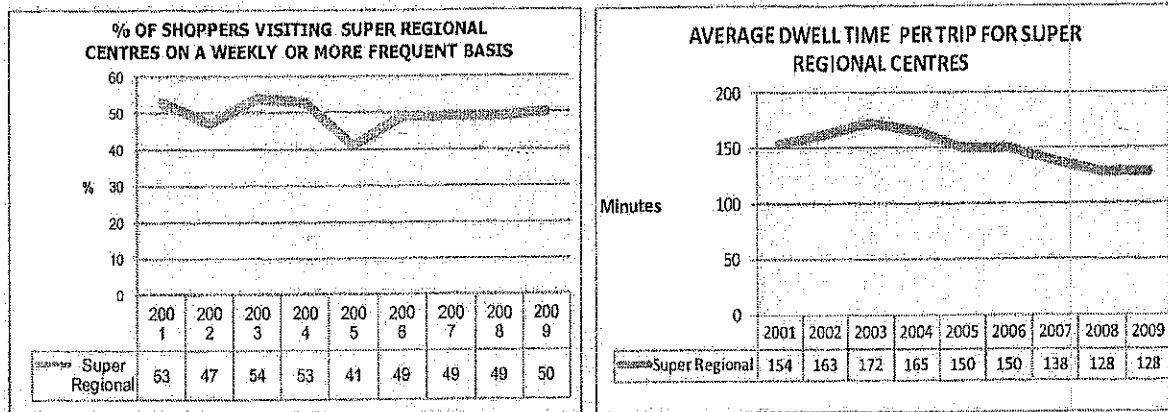 % OF SHOPPERS VISITING SUPER REGIONAL
CENTRES ON A WEEKLY OR MORE FREQUENT BASIS
60
50
40
%
30
20
10
0
200 200 200 200 200 200 200 200 200
1 2 3 4 5 6 7 8 9
Super
Regional 53 47 54 53 41 49 49 49 50
AVERAGE DWELL TIME PER TRIP FOR SUPER
REGIONAL CENTRES
200
150
Minutes
100
50
0
2001 2002 2003 2004 2005 2006 2007 2008 2009
Super Regional 154 163 172 165 150 150 138 128 128